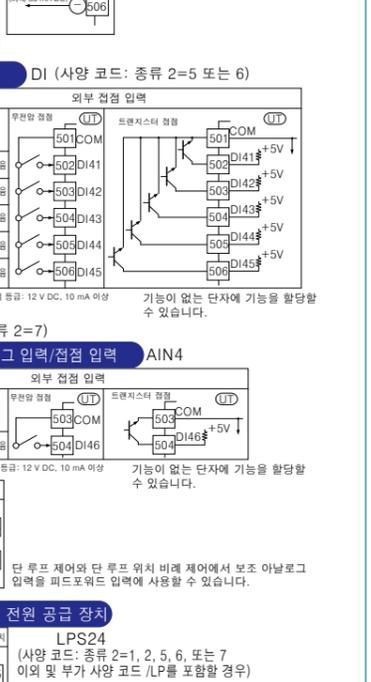 506
DI (사양 코드: 종류 2=5 또는 6)
외부 접점 입력
무전압 접점
UT
트랜지스터 접점
UT
501 COM
502 DI41
503 DI42
504 DI43
505 DI44
506 DI45
501 COM
502 DI41 +5V
503 DI42 +5V
504 DI43 +5V
505 DI44 +5V
506 DI45 +5V
등급: 12 V DC, 10 mA 이상
기능이 없는 단자에 기능을 할당할
수 있습니다.
2=7)
입력/접점 입력 AIN4
외부 접점 입력
무전압 접점
UT
트랜지스터 접점
UT
503 COM
504 DI46
503 COM
504 DI46 +5V
등급: 12 V DC, 10 mA 이상
기능이 없는 단자에 기능을 할당할
수 있습니다.
단 루프 제어와 단 루프 위치 비례 제어에서 보조 아날로그
입력을 피드포워드 입력에 사용할 수 있습니다.
전원 공급 장치
LPS24
(사양 코드: 종류 2=1, 2, 5, 6, 또는 7
이외 및 부가 사양 코드 /LP를 포함할 경우)